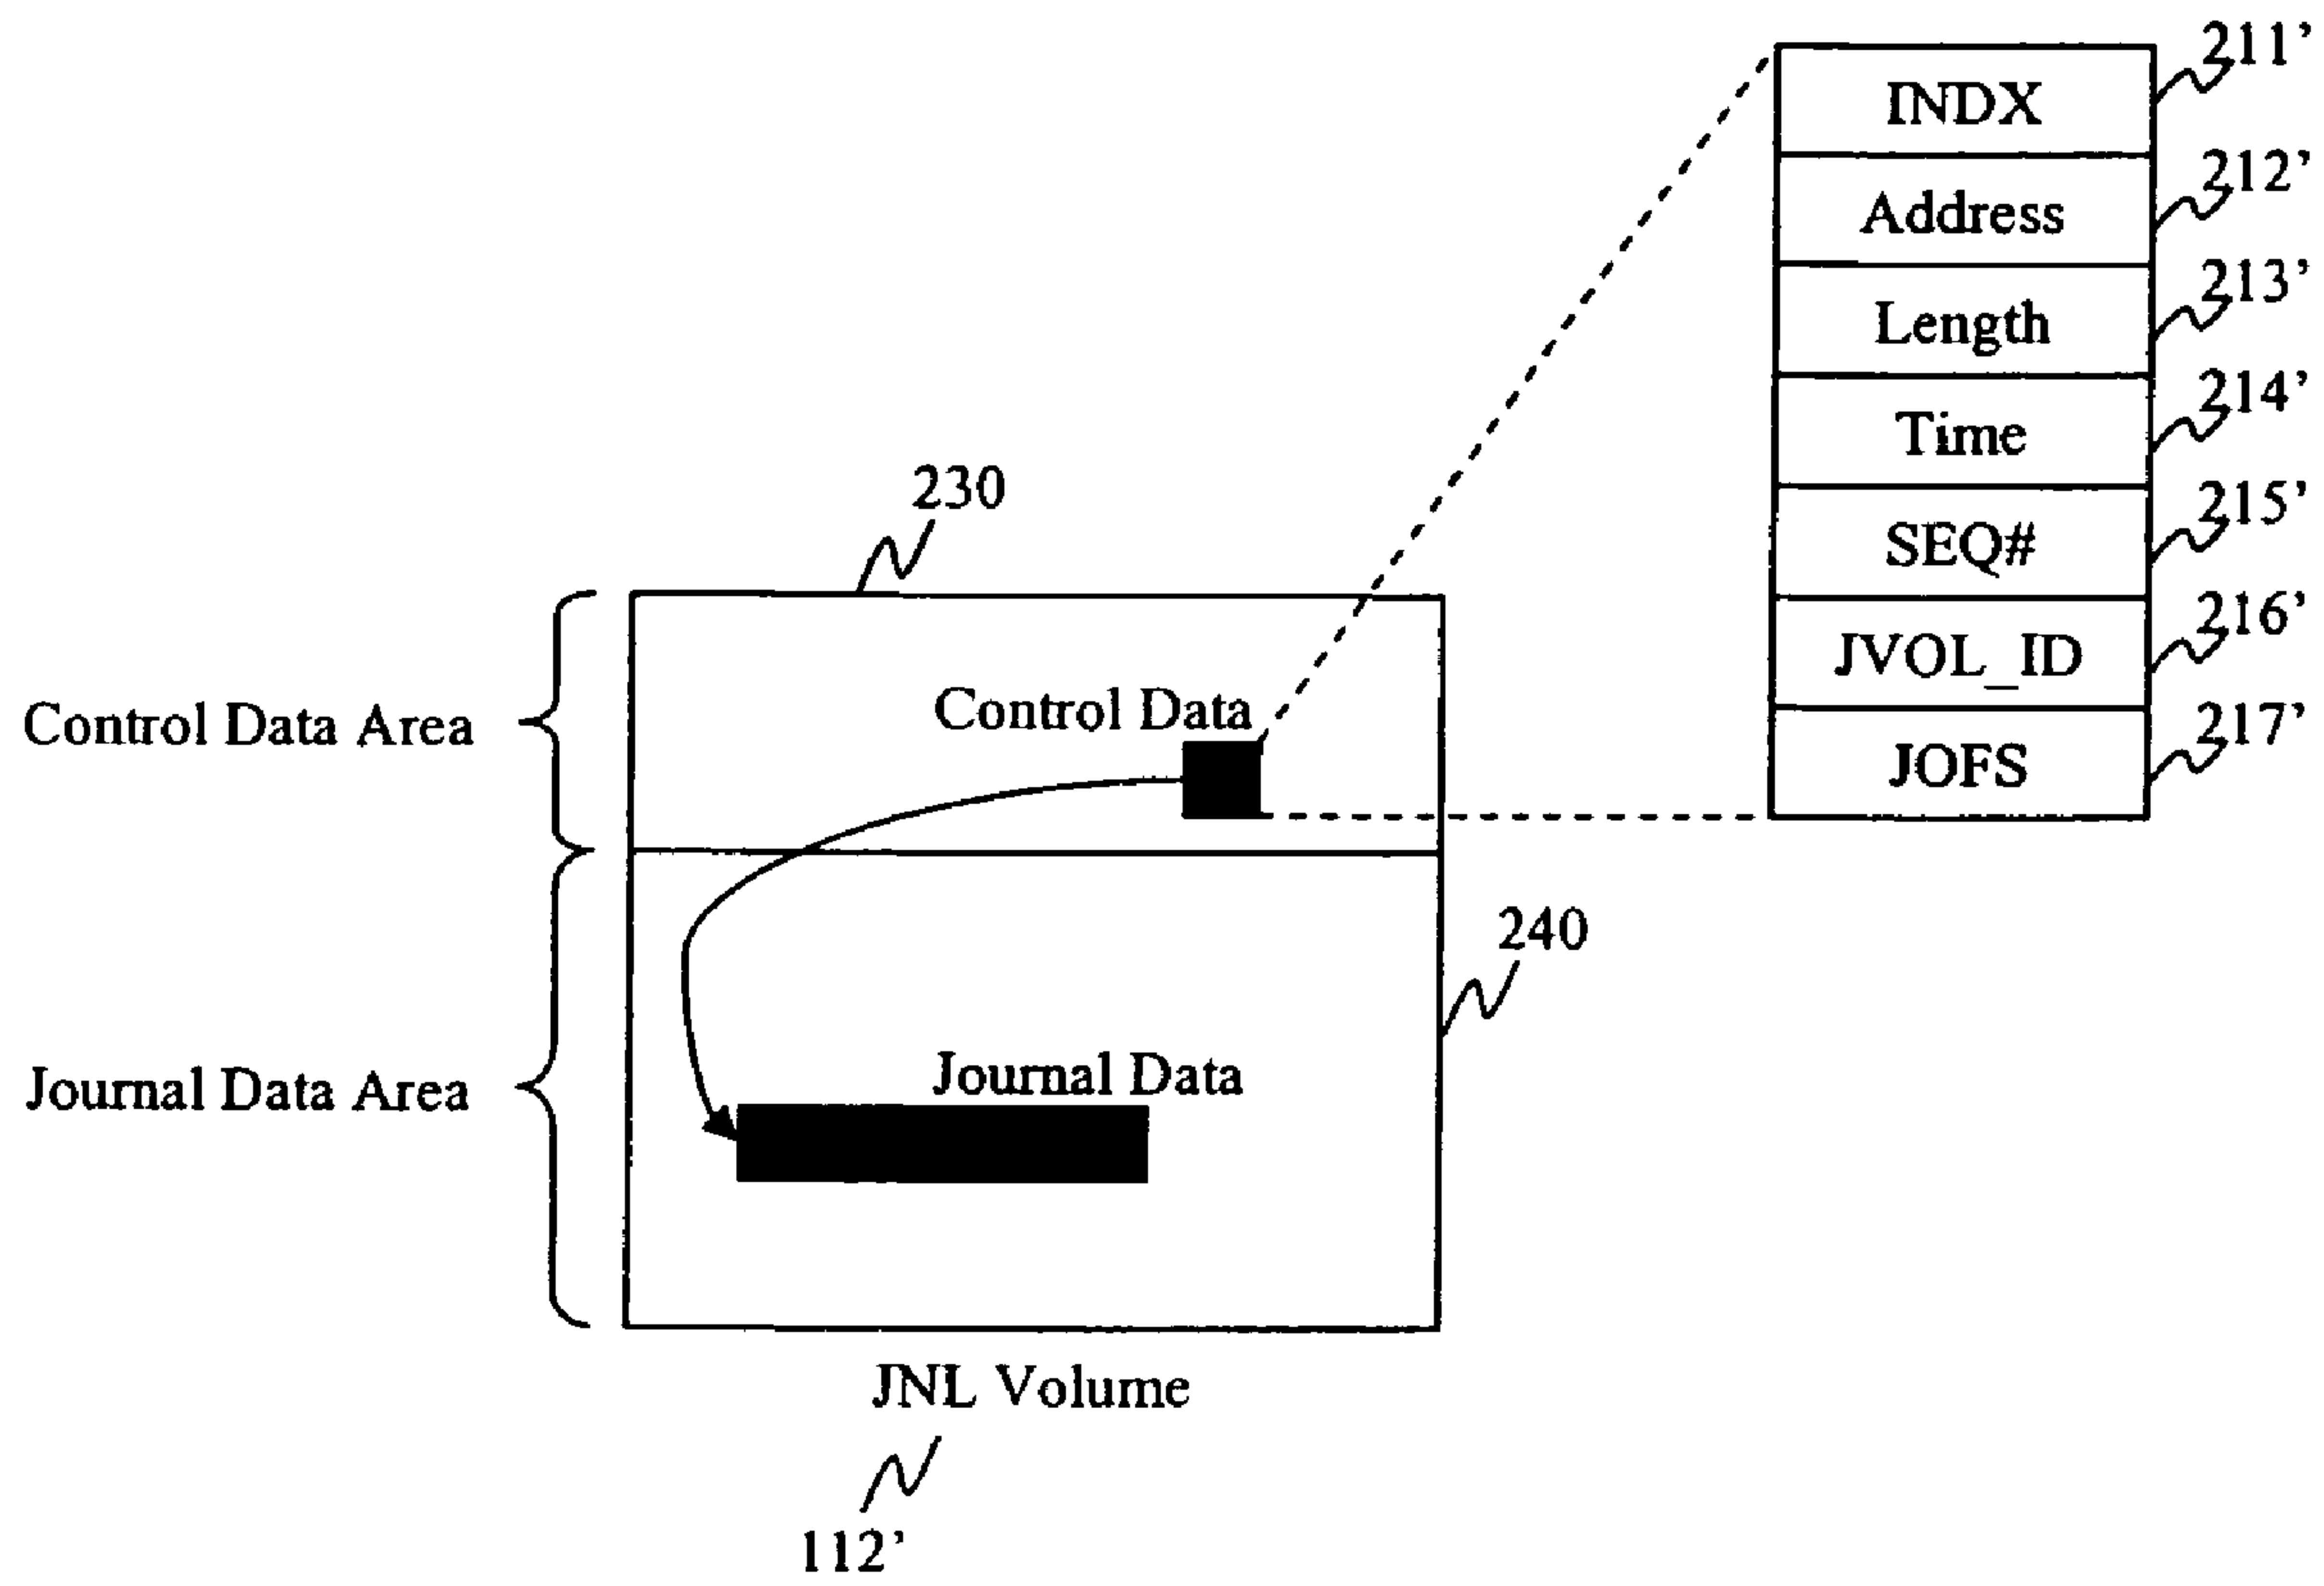 211’
INDX
212’
Address
213’
Length
214’
Time
215’
SEQ#
216’
JVOL_ID
217’
JOFS
230
Control Data Area
Control Data
240
Journal Data Area
Journal Data
JNL Volume
112’